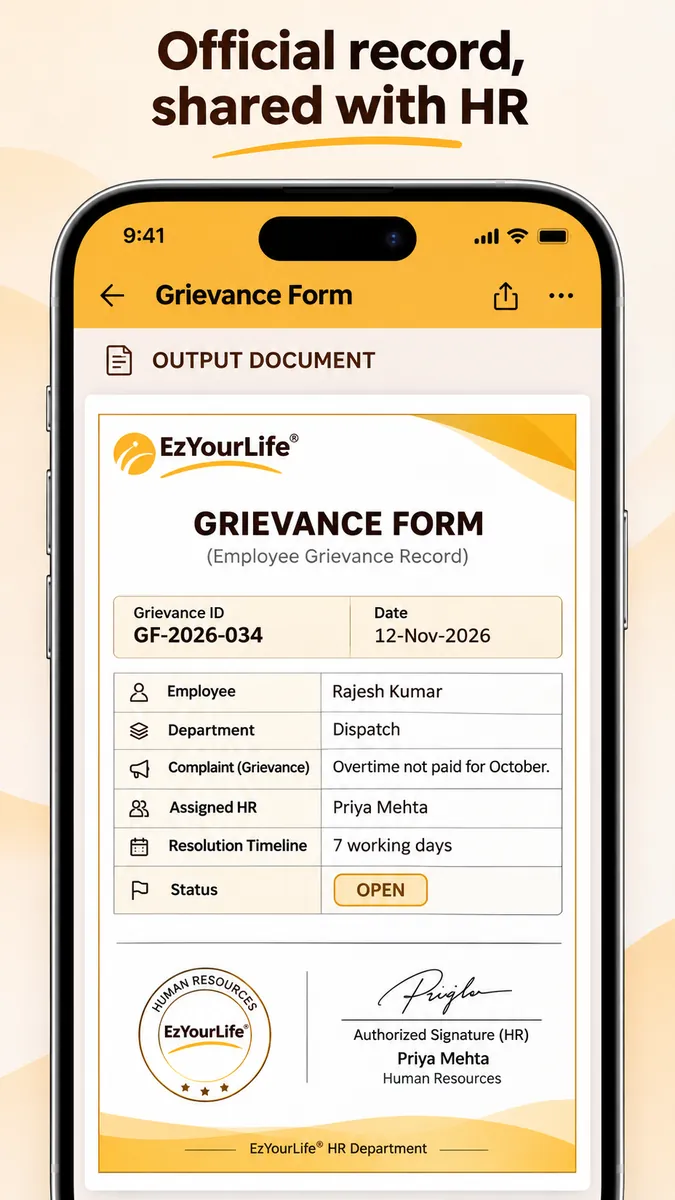 Official record,
shared with HR
9:41
Grievance Form
OUTPUT DOCUMENT
EzYourLife®
GRIEVANCE FORM
(Employee Grievance Record)
Grievance ID
GF-2026-034
Date
12-Nov-2026
Employee
Rajesh Kumar
Department
Dispatch
Complaint (Grievance)
Overtime not paid for October.
Assigned HR
Priya Mehta
Resolution Timeline
7 working days
Status
OPEN
HUMAN RESOURCES
EzYourLife®
Authorized Signature (HR)
Priya Mehta
Human Resources
EzYourLife® HR Department